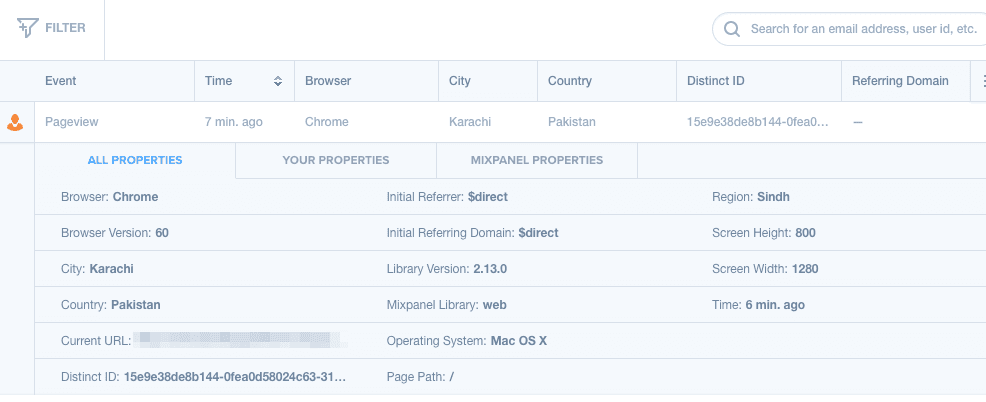 FILTER
Search for an email address, user id, etc.
Event Time Browser City Country Distinct ID Referring Domain
Pageview 7 min. ago Chrome Karachi Pakistan 15e9e38de8b144-0fea0... —
ALL PROPERTIES YOUR PROPERTIES MIXPANEL PROPERTIES
Browser: Chrome Initial Referrer: $direct Region: Sindh
Browser Version: 60 Initial Referring Domain: $direct Screen Height: 800
City: Karachi Library Version: 2.13.0 Screen Width: 1280
Country: Pakistan Mixpanel Library: web Time: 6 min. ago
Current URL: Operating System: Mac OS X
Distinct ID: 15e9e38de8b144-0fea0d58024c63-31... Page Path: /